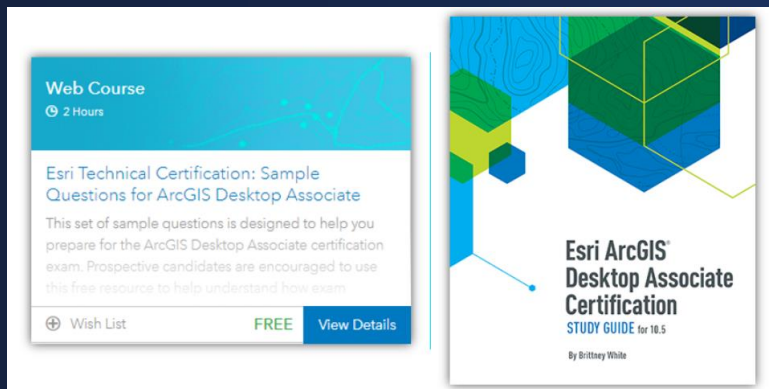 Web Course
2 Hours
Esri Technical Certification: Sample
Questions for ArcGIS Desktop Associate
This set of sample questions is designed to help you
prepare for the ArcGIS Desktop Associate certification
exam. Prospective candidates are encouraged to use
this free resource to help understand how exam
Wish List
FREE
View Details
Esri ArcGIS®
Desktop Associate
Certification
STUDY GUIDE for 10.5
By Brittney White